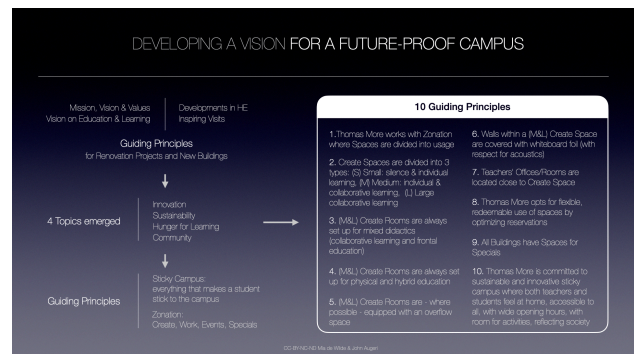 DEVELOPING A VISION FOR A FUTURE-PROOF CAMPUS
Mission, Vision & Values
Vision on Education & Learning
Developments in HE
Inspiring Visits
Guiding Principles
for Renovation Projects and New Buildings
4 Topics emerged
Innovation
Sustainability
Hunger for Learning
Community
Guiding Principles
Sticky Campus:
everything that makes a student
stick to the campus
Zonation:
Create, Work, Events, Specials
10 Guiding Principles
1.Thomas More works with Zonation
where Spaces are divided into usage
2. Create Spaces are divided into 3
types: (S) Small: silence & individual
learning, (M) Medium: individual &
collaborative learning, (L) Large
collaborative learning
3. (M&L) Create Rooms are always
set up for mixed didactics
(collaborative learning and frontal
education)
4. (M&L) Create Rooms are always set
up for physical and hybrid education
5. (M&L) Create Rooms are - where
possible - equipped with an overflow
space
6. Walls within a (M&L) Create Space
are covered with whiteboard foil (with
respect for acoustics)
7. Teachers' Offices/Rooms are
located close to Create Space
8. Thomas More opts for flexible,
redeemable use of spaces by
optimizing reservations
9. All Buildings have Spaces for
Specials
10. Thomas More is committed to
sustainable and innovative sticky
campus where both teachers and
students feel at home, accessible to
all, with wide opening hours, with
room for activities, reflecting society
CC-BY-NC-ND Mia de Wilde & John Augeri